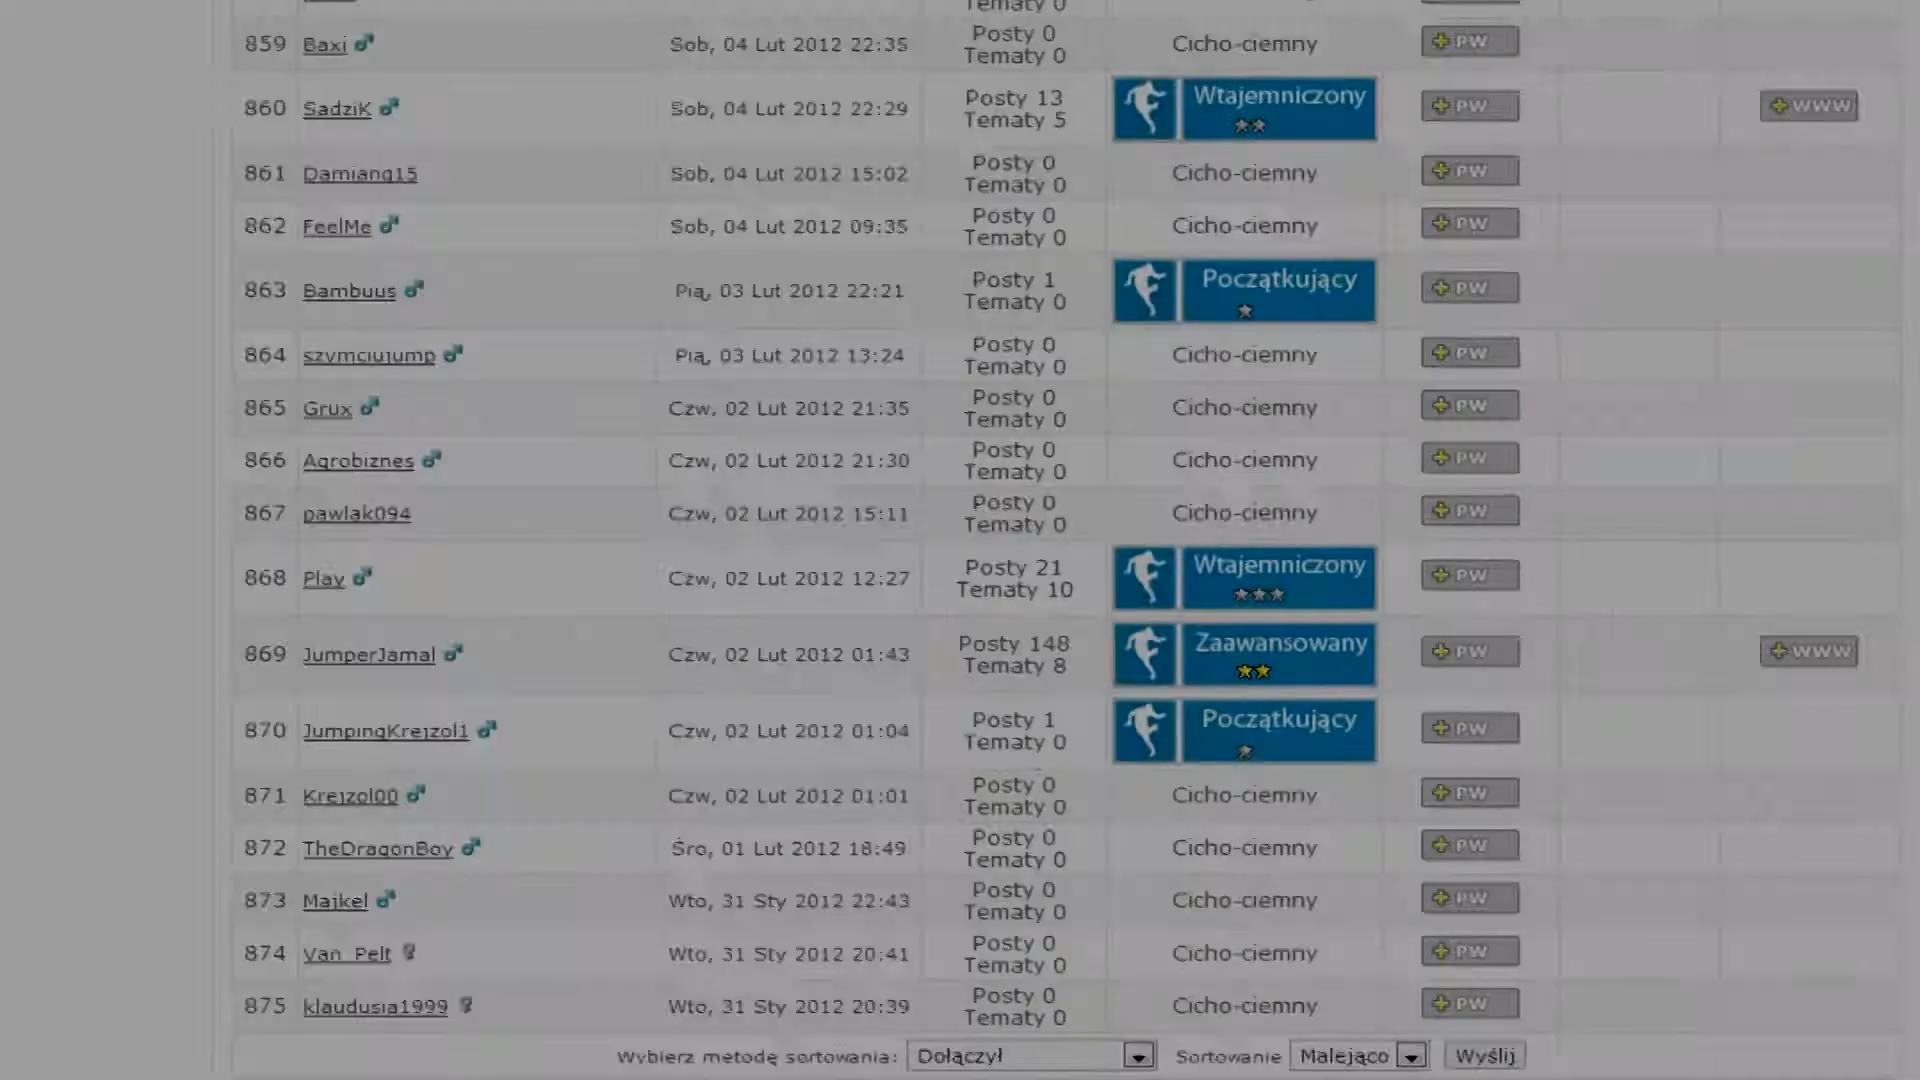 Tematy 0
859 Baxi Sob, 04 Lut 2012 22:35 Posty 0 Tematy 0 Cicho-ciemny PW
860 SadziK Sob, 04 Lut 2012 22:29 Posty 13 Tematy 5 Wtajemniczony PW WWW
861 Damiang15 Sob, 04 Lut 2012 15:02 Posty 0 Tematy 0 Cicho-ciemny PW
862 FeelMe Sob, 04 Lut 2012 09:35 Posty 0 Tematy 0 Cicho-ciemny PW
863 Bambuus Pią, 03 Lut 2012 22:21 Posty 1 Tematy 0 Początkujący PW
864 szymciujump Pią, 03 Lut 2012 13:24 Posty 0 Tematy 0 Cicho-ciemny PW
865 Grux Czw, 02 Lut 2012 21:35 Posty 0 Tematy 0 Cicho-ciemny PW
866 Agrobiznes Czw, 02 Lut 2012 21:30 Posty 0 Tematy 0 Cicho-ciemny PW
867 pawlak094 Czw, 02 Lut 2012 15:11 Posty 0 Tematy 0 Cicho-ciemny PW
868 Play Czw, 02 Lut 2012 12:27 Posty 21 Tematy 10 Wtajemniczony PW
869 JumperJamal Czw, 02 Lut 2012 01:43 Posty 148 Tematy 8 Zaawansowany PW WWW
870 JumpingKrejzol1 Czw, 02 Lut 2012 01:04 Posty 1 Tematy 0 Początkujący PW
871 Krejzol00 Czw, 02 Lut 2012 01:01 Posty 0 Tematy 0 Cicho-ciemny PW
872 TheDragonBoy Śro, 01 Lut 2012 18:49 Posty 0 Tematy 0 Cicho-ciemny PW
873 Majkel Wto, 31 Sty 2012 22:43 Posty 0 Tematy 0 Cicho-ciemny PW
874 Van_Pelt Wto, 31 Sty 2012 20:41 Posty 0 Tematy 0 Cicho-ciemny PW
875 klaudusia1999 Wto, 31 Sty 2012 20:39 Posty 0 Tematy 0 Cicho-ciemny PW
Wybierz metodę sortowania: Dołączył Sortowanie Malejąco Wyślij